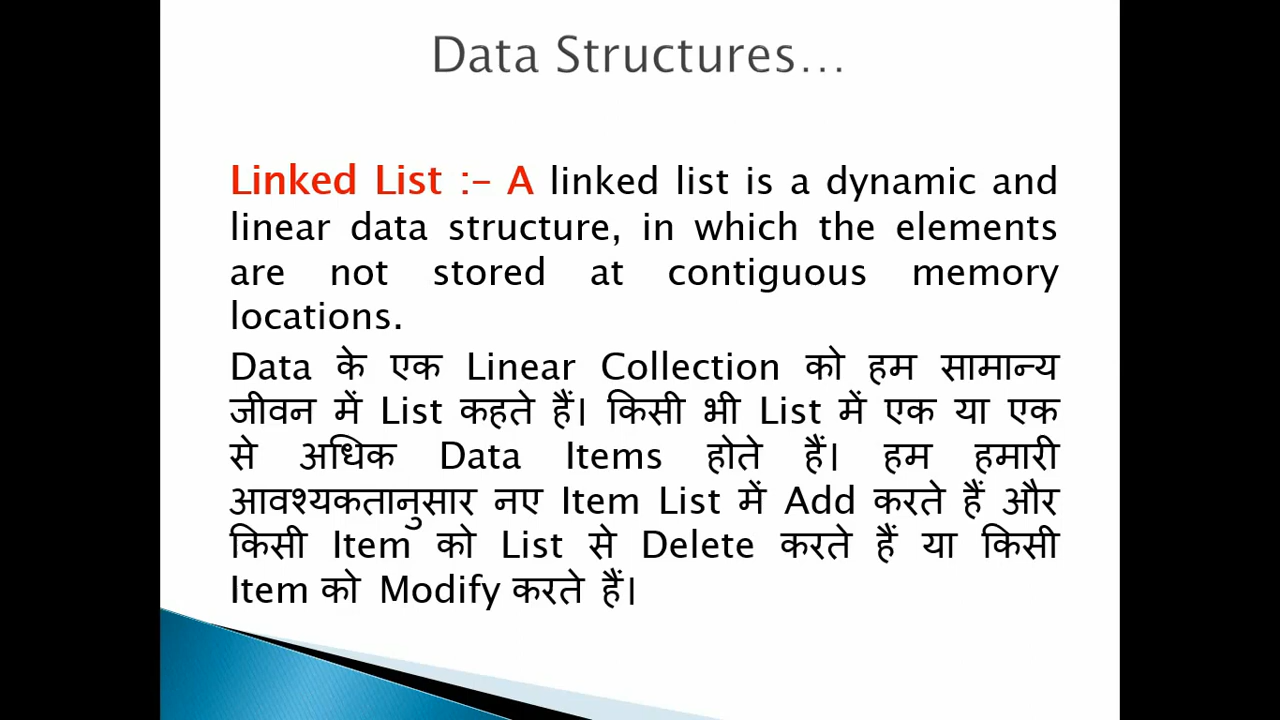 Data Structures...
Linked List :- A linked list is a dynamic and
linear data structure, in which the elements
are not stored at contiguous memory
locations.
Data के एक Linear Collection को हम सामान्य
जीवन में List कहते हैं। किसी भी List में एक या एक
से अधिक Data Items होते हैं। हम हमारी
आवश्यकतानुसार नए Item List में Add करते हैं और
किसी Item को List से Delete करते हैं या किसी
Item को Modify करते हैं।